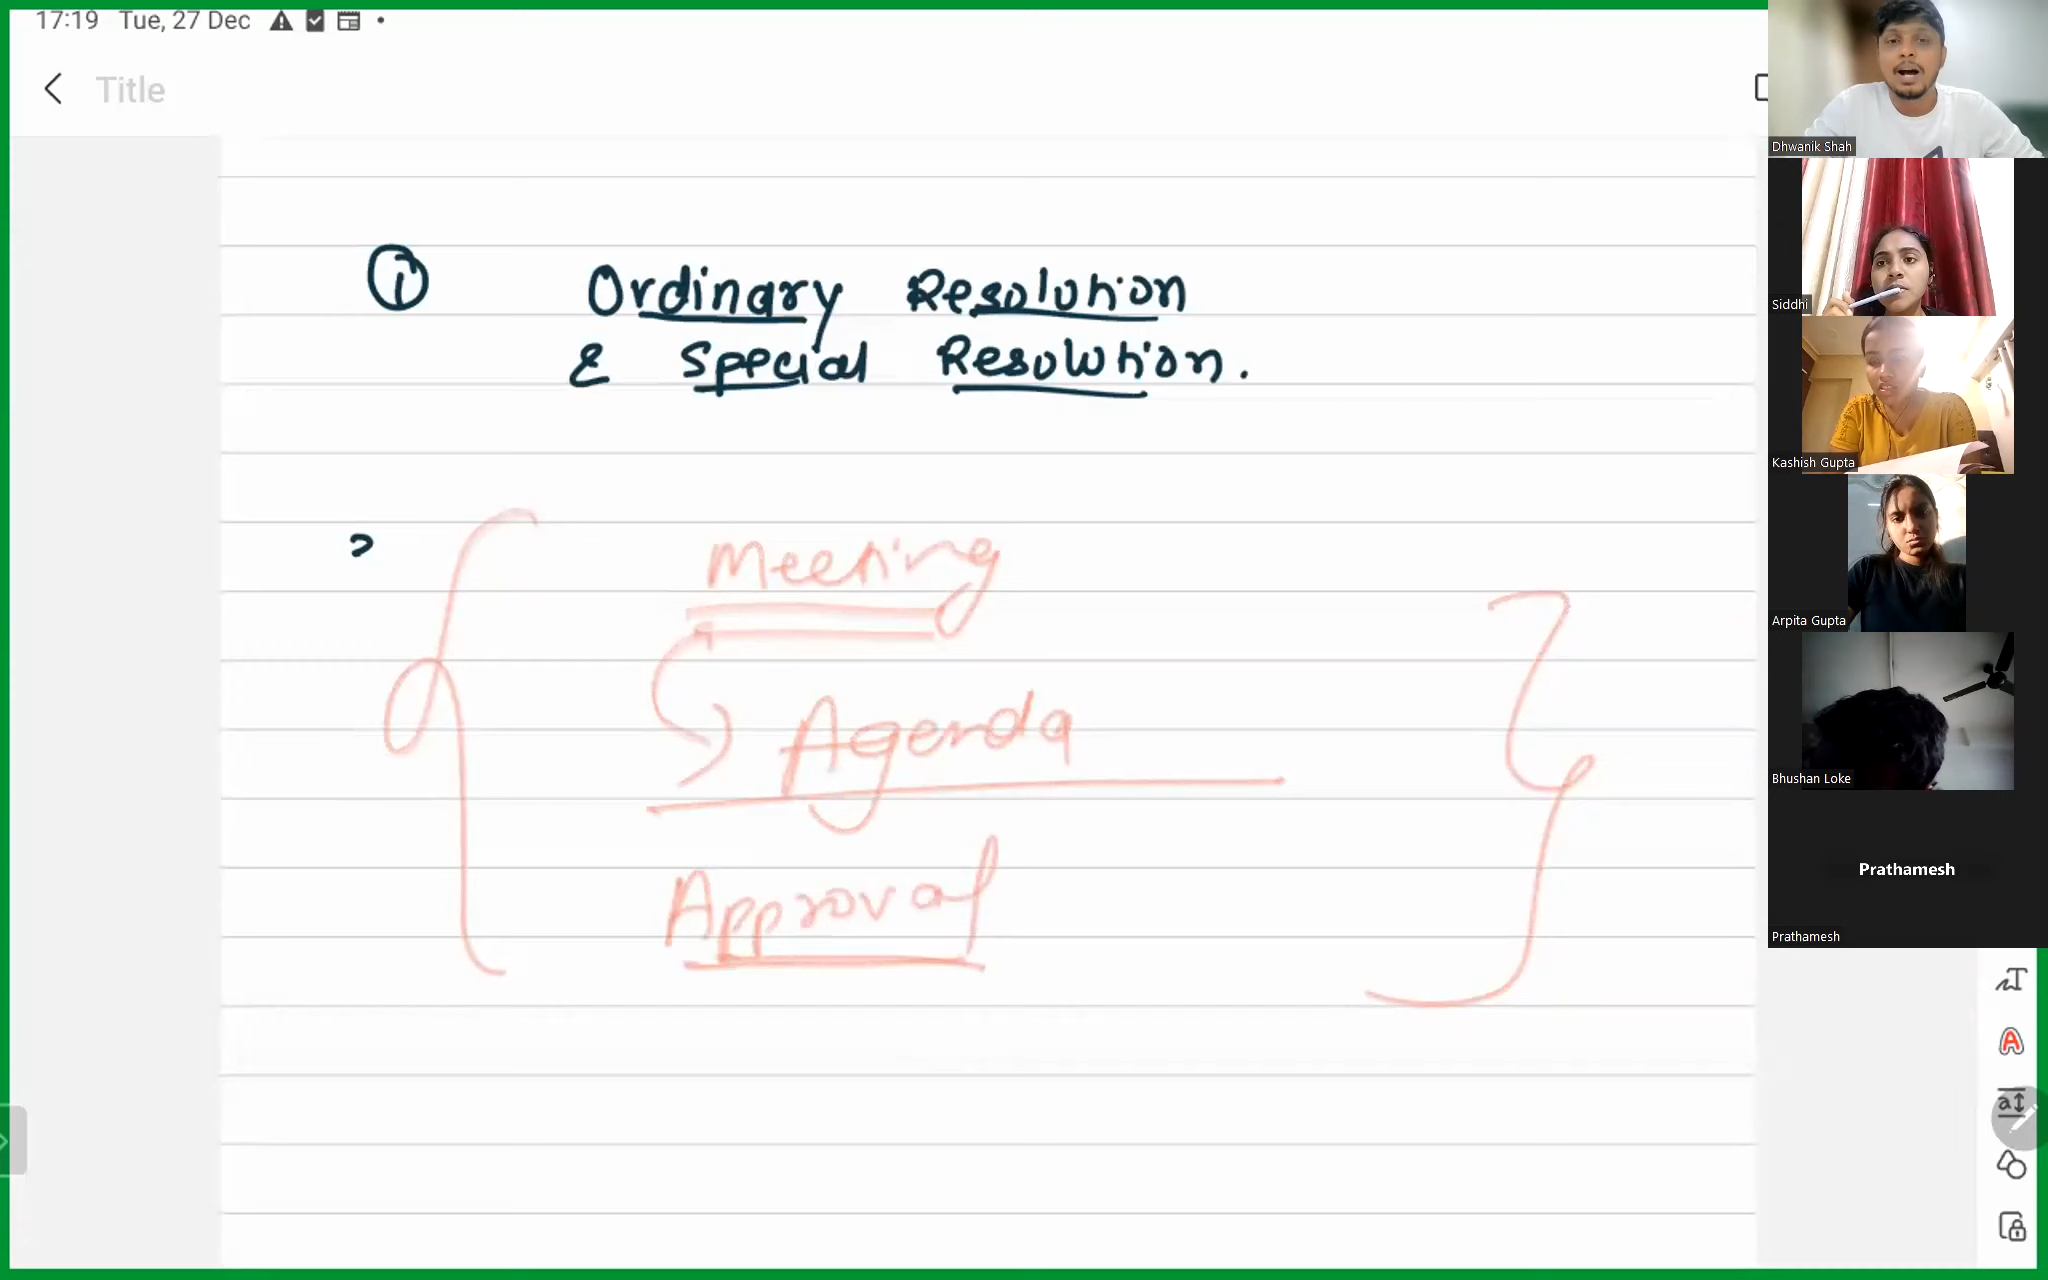 17:19 Tue, 27 Dec
Title
① Ordinary Resolution
& Special Resolution.
Meeting
Agenda
Approval
Dhwanik Shah
Siddhi
Kashish Gupta
Arpita Gupta
Bhushan Loke
Prathamesh
Prathamesh